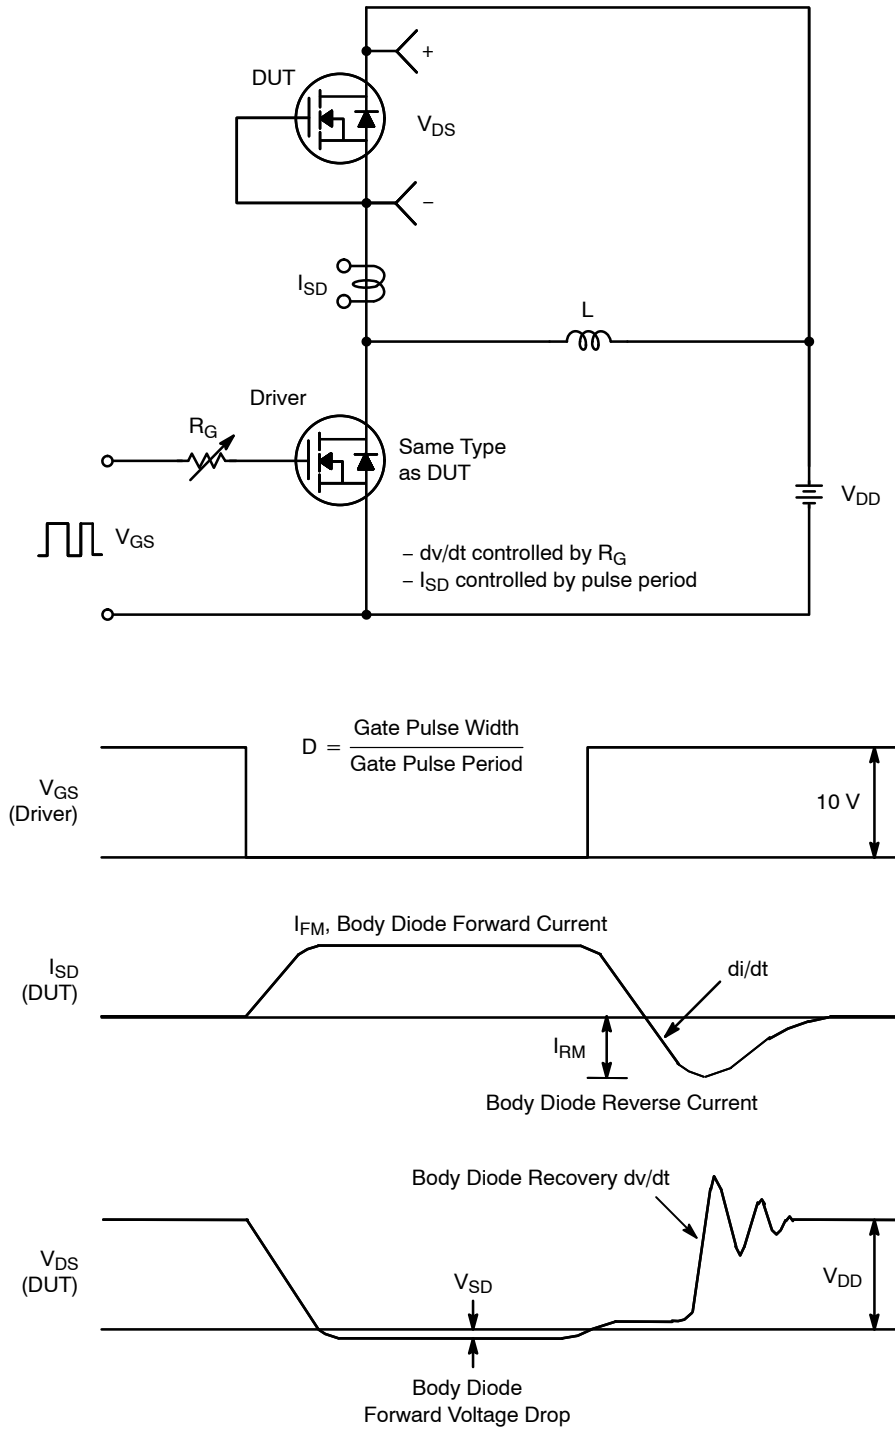 DUT
+
V_DS
−
I_SD
L
Driver
R_G
Same Type
as DUT
V_DD
V_GS
− dv/dt controlled by R_G
− I_SD controlled by pulse period
D = Gate Pulse Width
Gate Pulse Period
V_GS
(Driver)
10 V
I_FM, Body Diode Forward Current
I_SD
(DUT)
di/dt
I_RM
Body Diode Reverse Current
Body Diode Recovery dv/dt
V_DS
(DUT)
V_SD
V_DD
Body Diode
Forward Voltage Drop